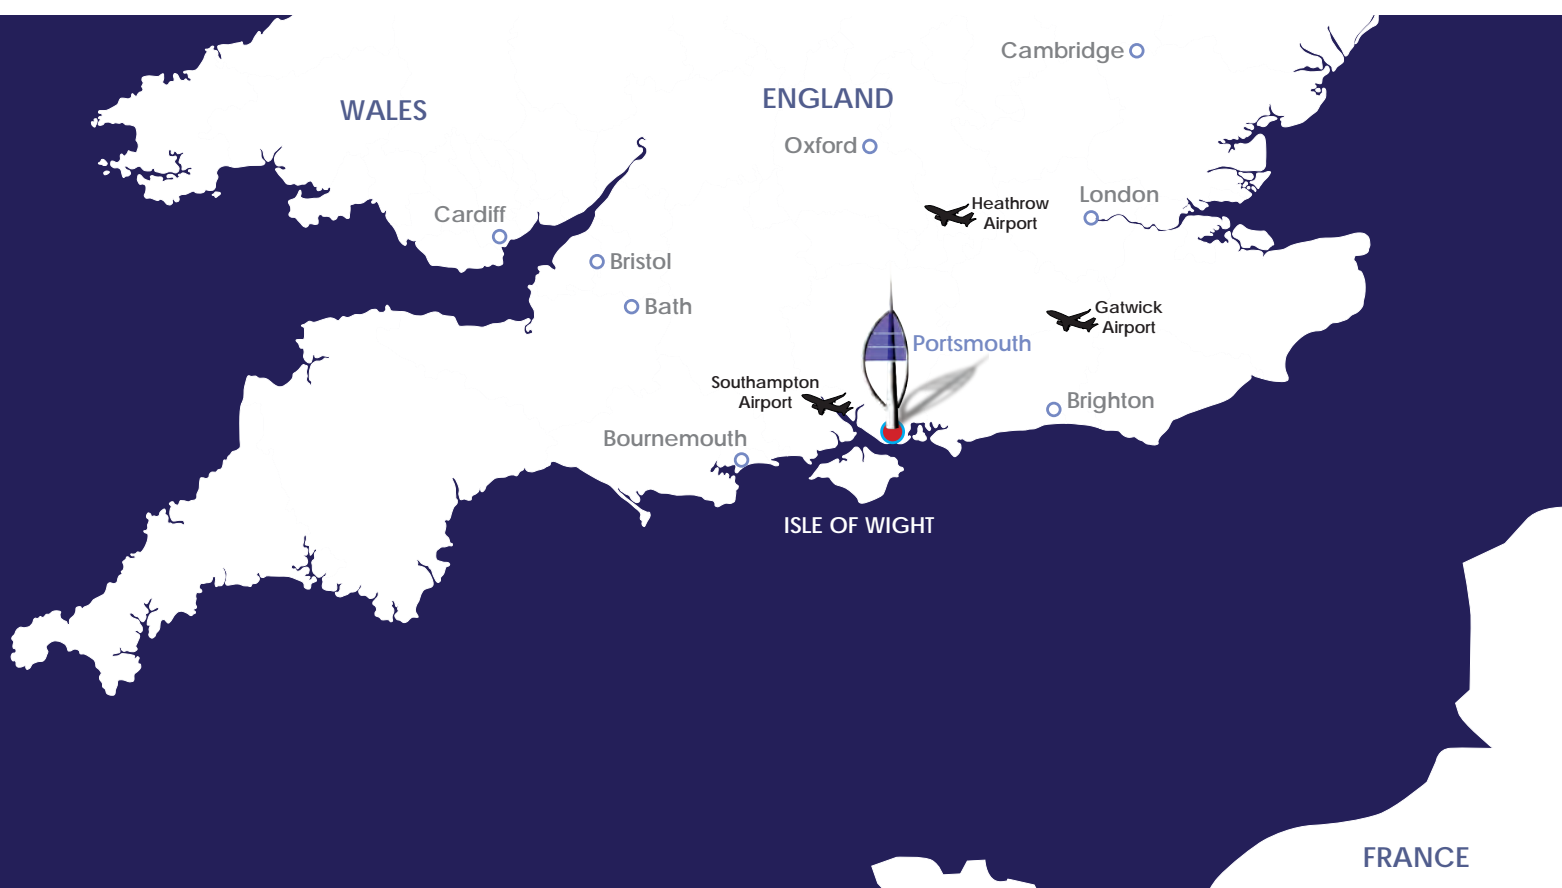 Cambridge
ENGLAND
WALES
Oxford
London
Heathrow
Airport
Cardiff
Bristol
Bath
Gatwick
Airport
Portsmouth
Southampton
Airport
Brighton
Bournemouth
ISLE OF WIGHT
FRANCE